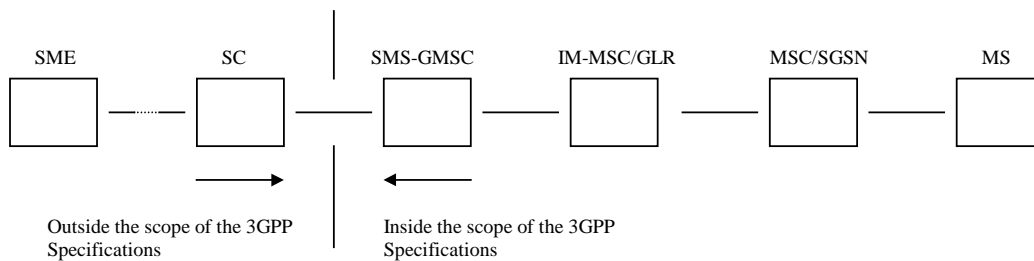 SME
SC
SMS-GMSC
IM-MSC/GLR
MSC/SGSN
MS
Outside the scope of the 3GPP
Specifications
Inside the scope of the 3GPP
Specifications